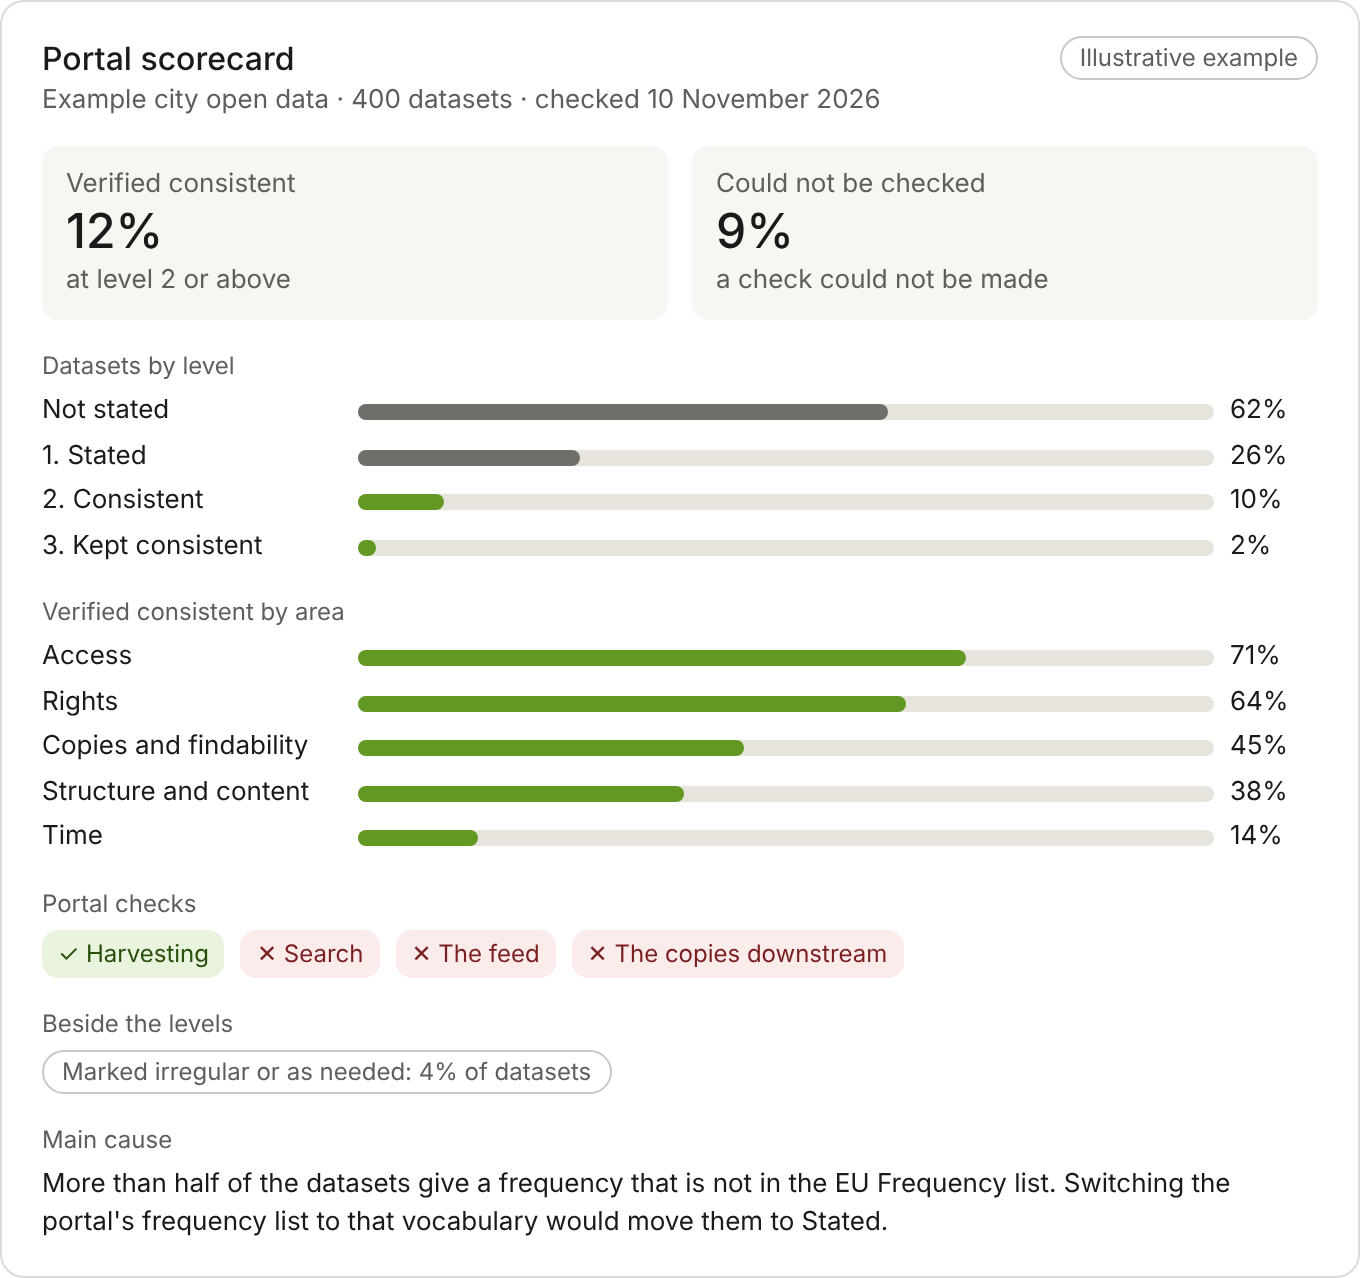 Portal scorecard
Illustrative example
Example city open data · 400 datasets · checked 10 November 2026
Verified consistent
12%
at level 2 or above
Could not be checked
9%
a check could not be made
Datasets by level
Not stated 62%
1. Stated 26%
2. Consistent 10%
3. Kept consistent 2%
Verified consistent by area
Access 71%
Rights 64%
Copies and findability 45%
Structure and content 38%
Time 14%
Portal checks
✓ Harvesting ✕ Search ✕ The feed ✕ The copies downstream
Beside the levels
Marked irregular or as needed: 4% of datasets
Main cause
More than half of the datasets give a frequency that is not in the EU Frequency list. Switching the
portal's frequency list to that vocabulary would move them to Stated.